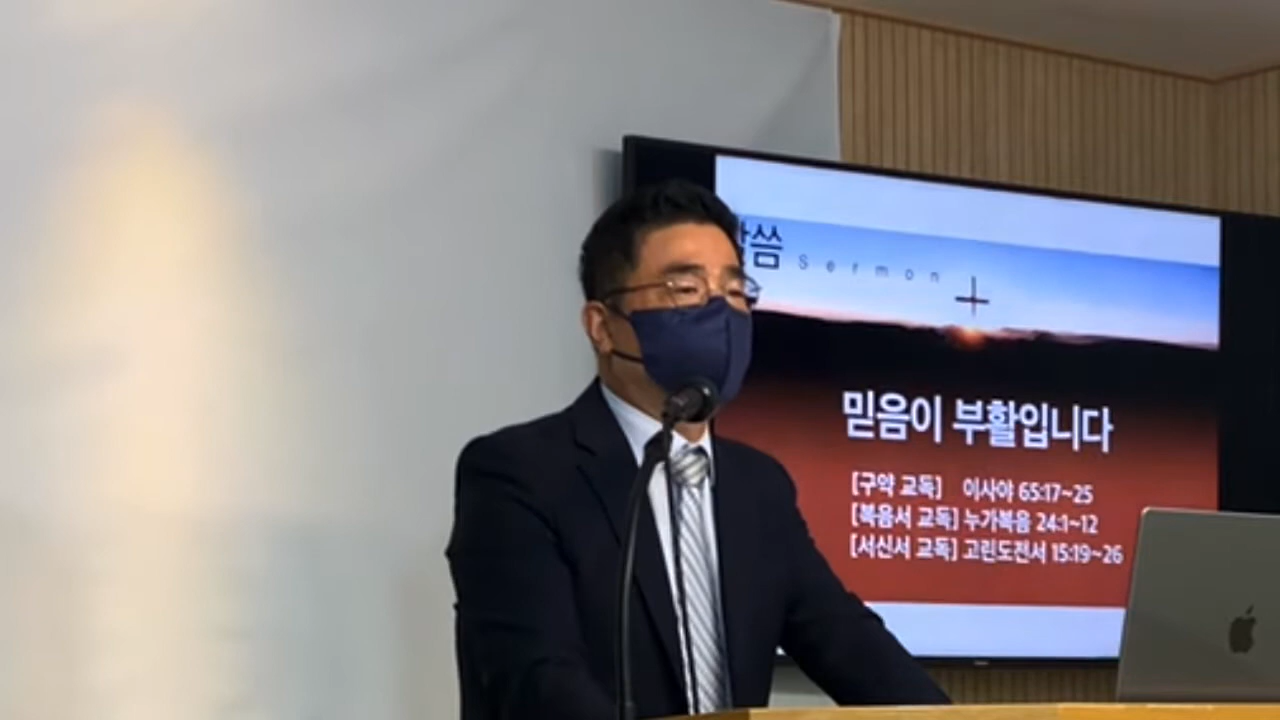 말씀 Sermon
믿음이 부활입니다
[구약 교독] 이사야 65:17~25
[복음서 교독] 누가복음 24:1~12
[서신서 교독] 고린도전서 15:19~26